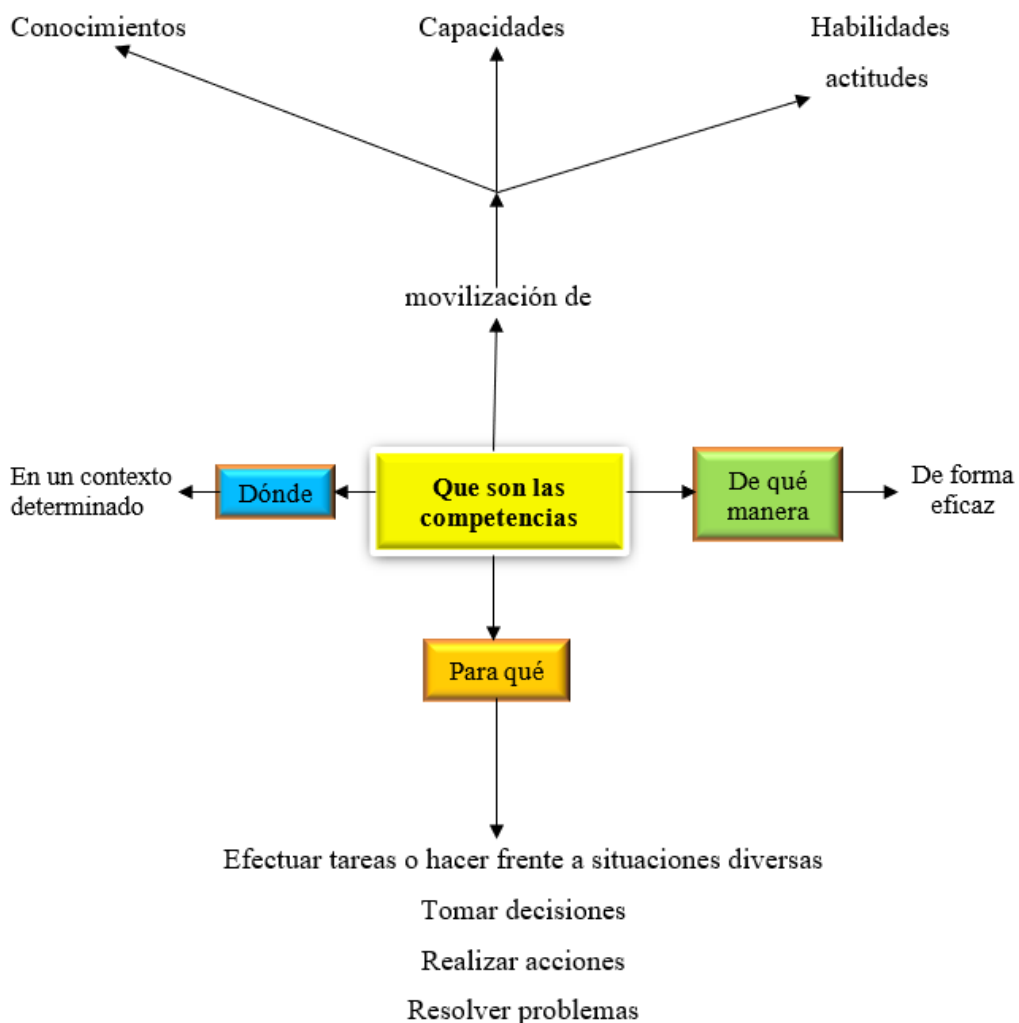 Conocimientos
Capacidades
Habilidades
actitudes
movilización de
En un contexto
determinado
Dónde
Que son las
competencias
De qué
manera
De forma
eficaz
Para qué
Efectuar tareas o hacer frente a situaciones diversas
Tomar decisiones
Realizar acciones
Resolver problemas